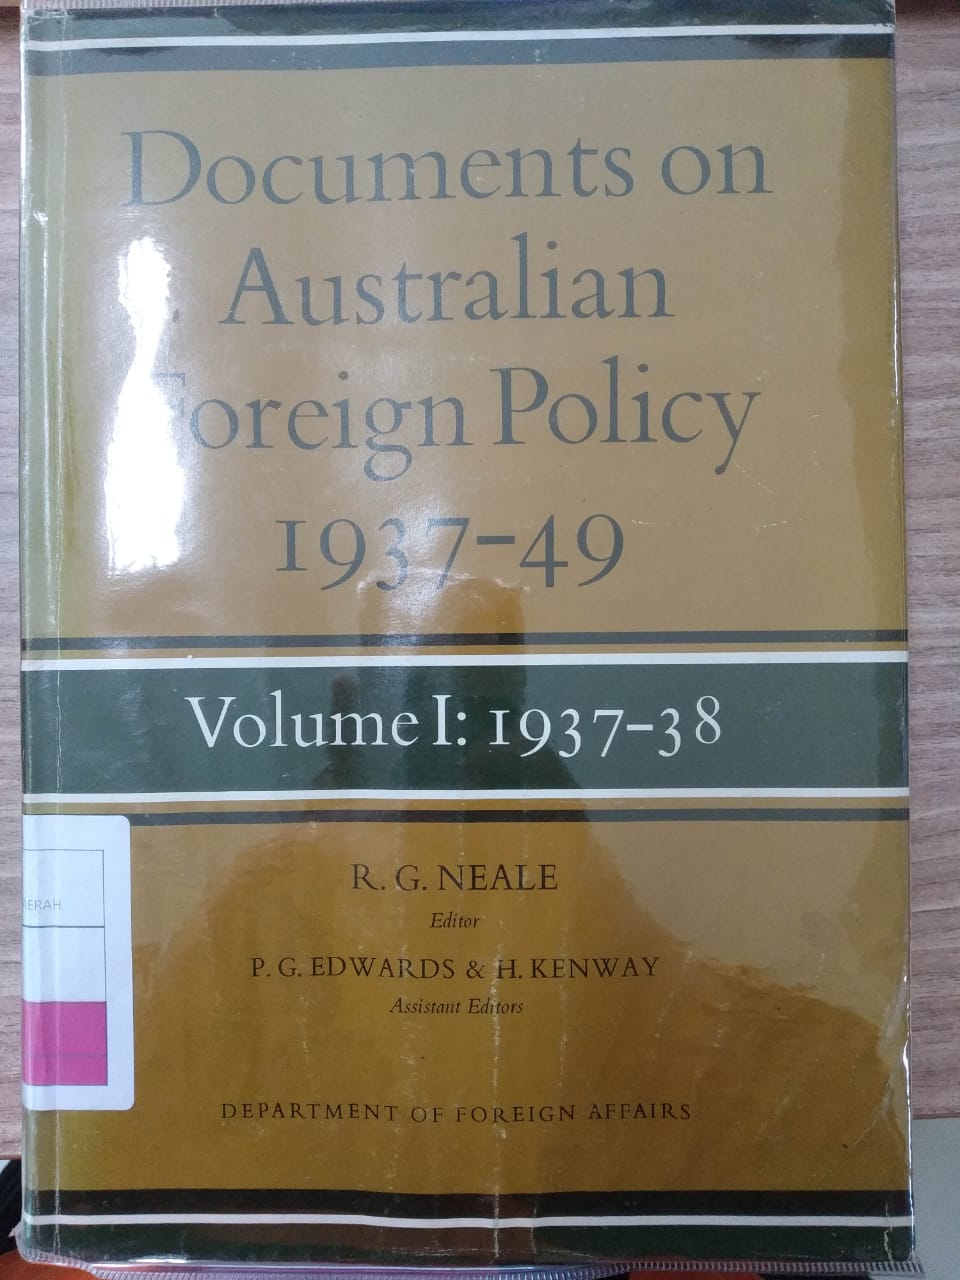 Documents on
Australian
Foreign Policy
1937-49
Volume I: 1937-38
R. G. NEALE
Editor
P. G. EDWARDS & H. KENWAY
Assistant Editors
DEPARTMENT OF FOREIGN AFFAIRS